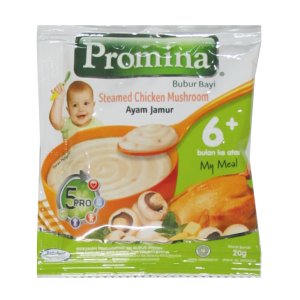 Promina
Bubur Bayi
Steamed Chicken Mushroom
Ayam Jamur
6+
bulan ke atas
My Meal
5
PRO
20g